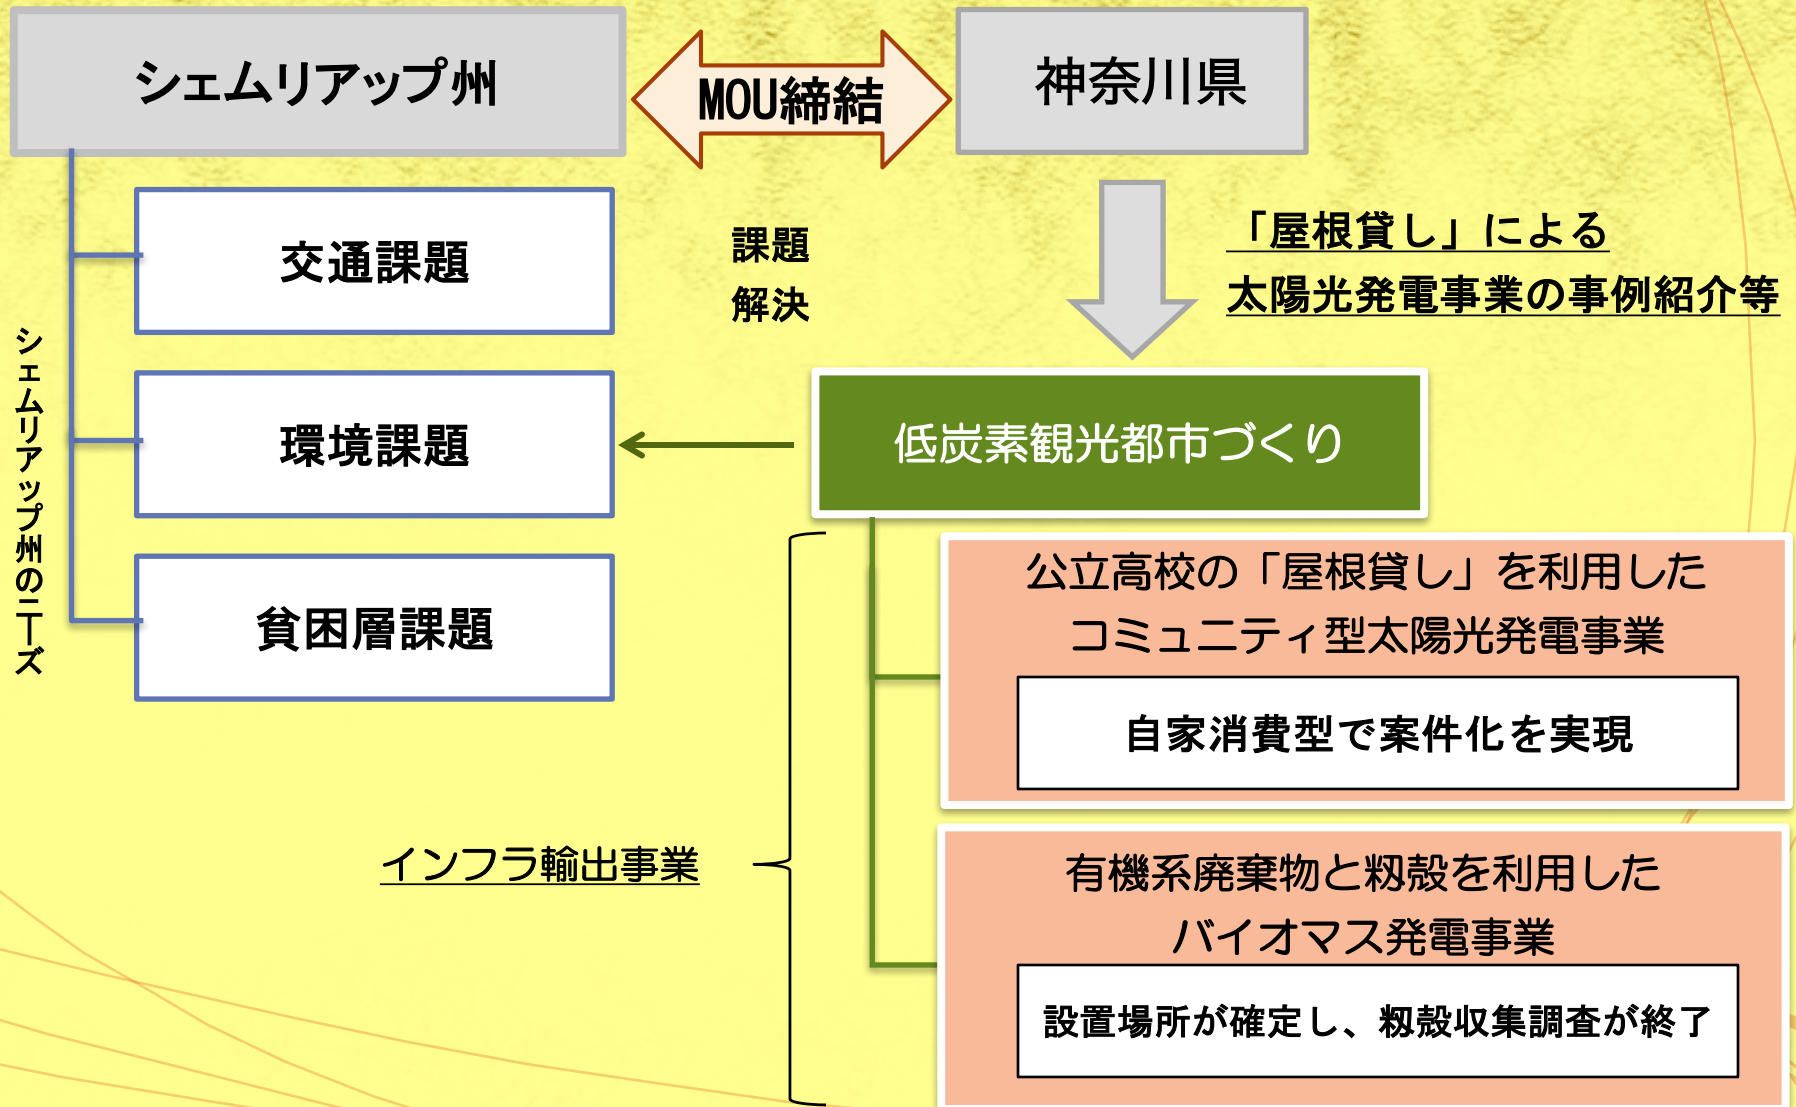 シェムリアップ州
MOU締結
神奈川県
交通課題
環境課題
貧困層課題
シェムリアップ州のニーズ
課題
解決
「屋根貸し」による
太陽光発電事業の事例紹介等
低炭素観光都市づくり
公立高校の「屋根貸し」を利用した
コミュニティ型太陽光発電事業
自家消費型で案件化を実現
インフラ輸出事業
有機系廃棄物と籾殻を利用した
バイオマス発電事業
設置場所が確定し、籾殻収集調査が終了